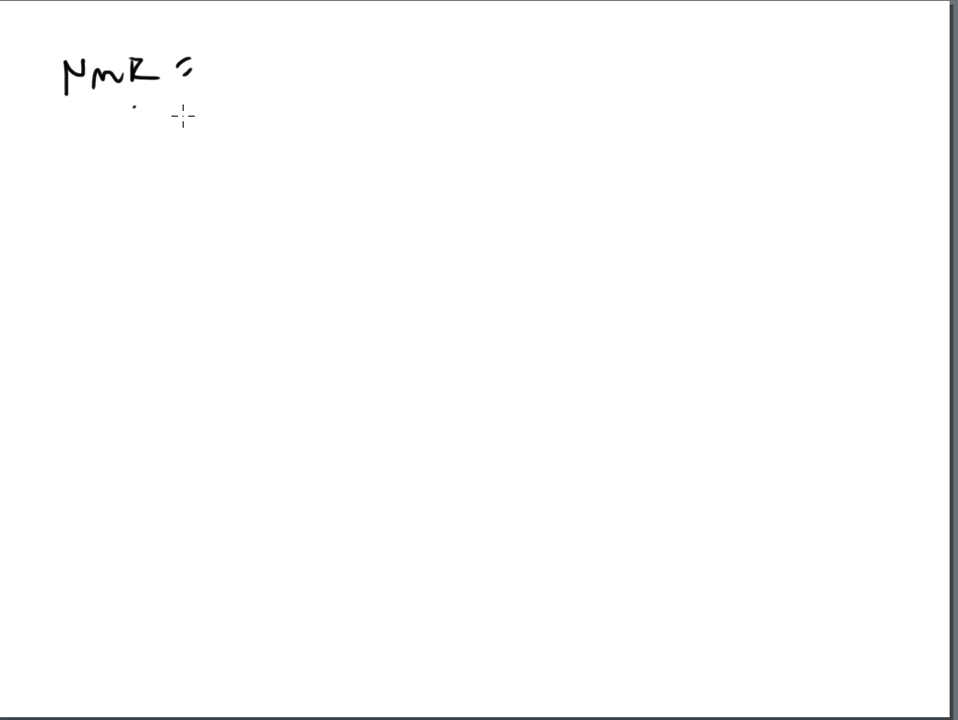 NmR =